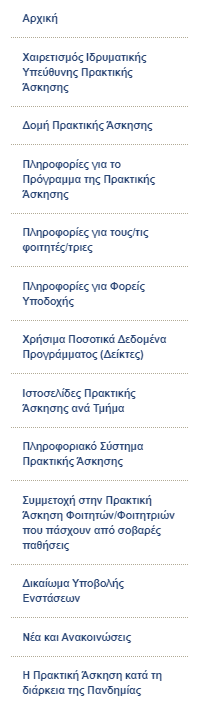 Αρχική
Χαιρετισμός Ιδρυματικής
Υπεύθυνης Πρακτικής
Άσκησης
Δομή Πρακτικής Άσκησης
Πληροφορίες για το
Πρόγραμμα της Πρακτικής
Άσκησης
Πληροφορίες για τους/τις
φοιτητές/τριες
Πληροφορίες για Φορείς
Υποδοχής
Χρήσιμα Ποσοτικά Δεδομένα
Προγράμματος (Δείκτες)
Ιστοσελίδες Πρακτικής
Άσκησης ανά Τμήμα
Πληροφοριακό Σύστημα
Πρακτικής Άσκησης
Συμμετοχή στην Πρακτική
Άσκηση Φοιτητών/Φοιτητριών
που πάσχουν από σοβαρές
παθήσεις
Δικαίωμα Υποβολής
Ενστάσεων
Νέα και Ανακοινώσεις
Η Πρακτική Άσκηση κατά τη
διάρκεια της Πανδημίας